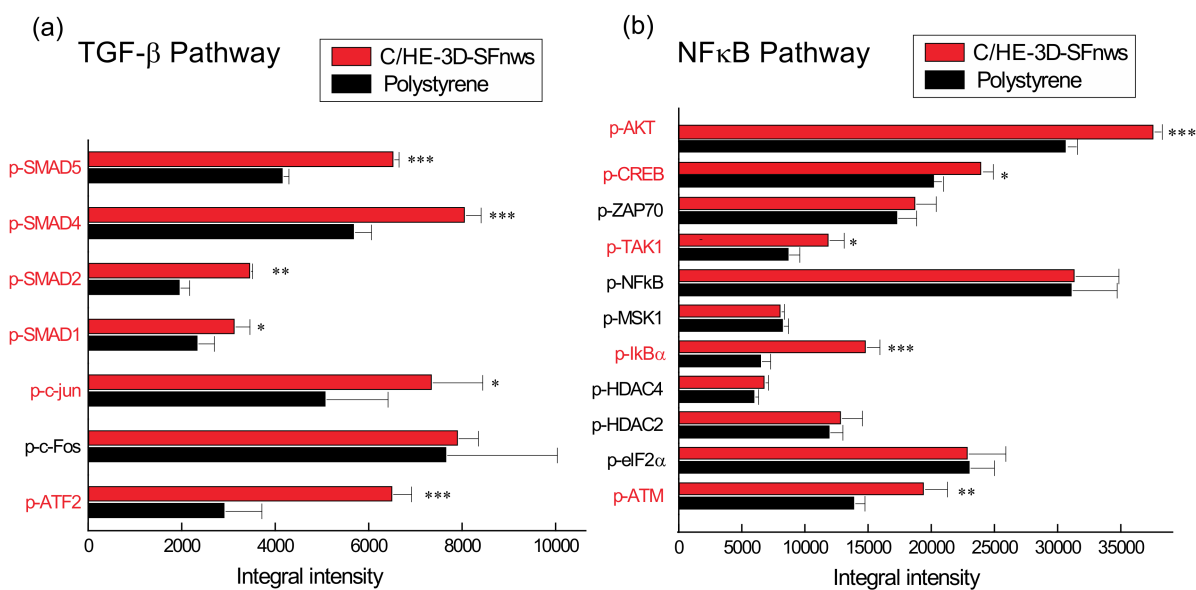 (a)
TGF-β Pathway
C/HE-3D-SFnws
Polystyrene
p-SMAD5
***
p-SMAD4
***
p-SMAD2
**
p-SMAD1
*
p-c-jun
*
p-c-Fos
p-ATF2
***
0 2000 4000 6000 8000 10000
Integral intensity
(b)
NFκB Pathway
C/HE-3D-SFnws
Polystyrene
p-AKT
***
p-CREB
*
p-ZAP70
p-TAK1
*
p-NFkB
p-MSK1
p-IkBα
***
p-HDAC4
p-HDAC2
p-eIF2α
p-ATM
**
0 5000 10000 15000 20000 25000 30000 35000
Integral intensity